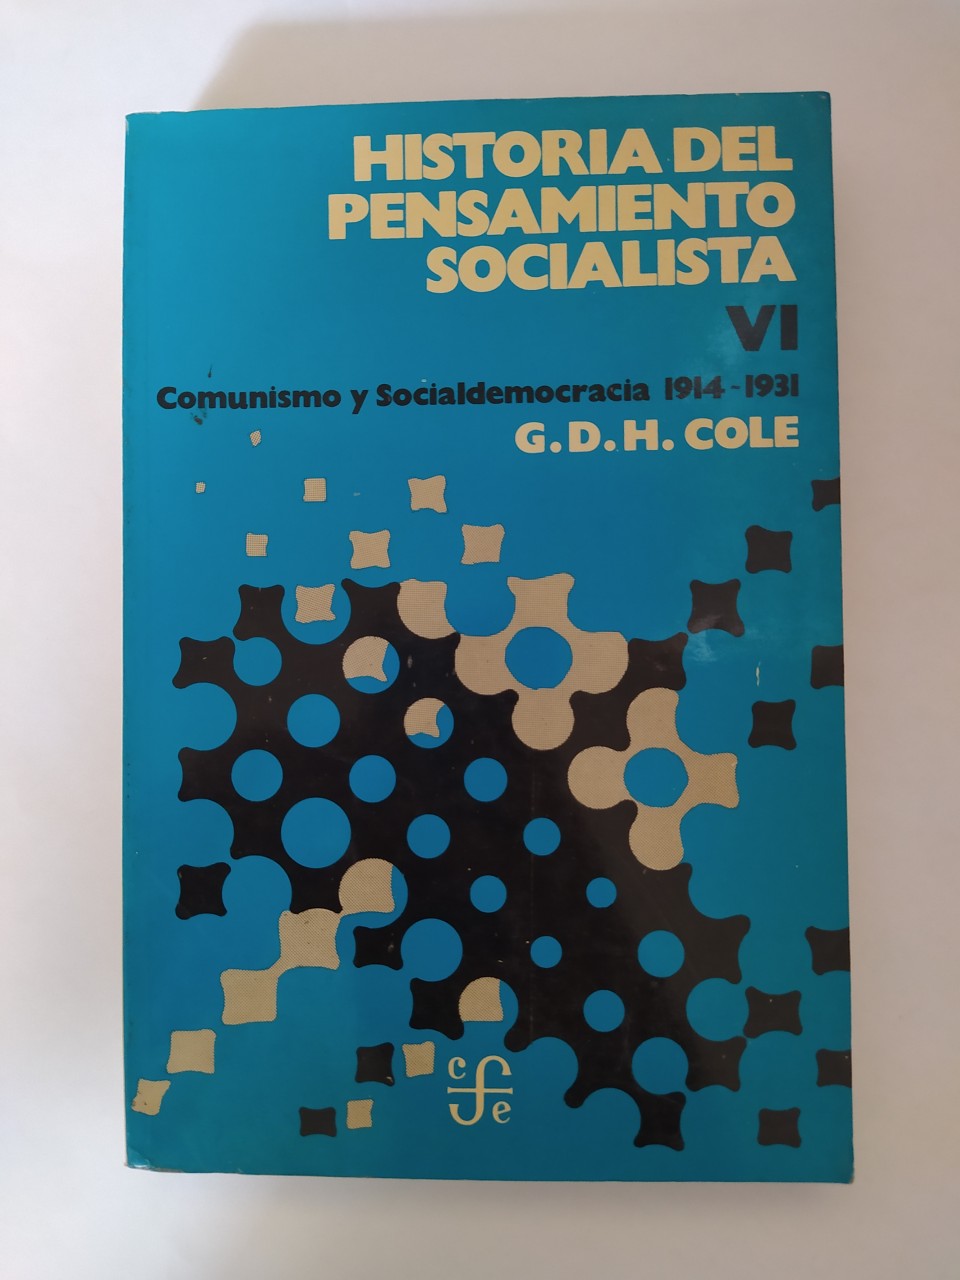 HISTORIA DEL
PENSAMIENTO
SOCIALISTA
VI
Comunismo y Socialdemocracia 1914-1931
G.D.H. COLE
cfe